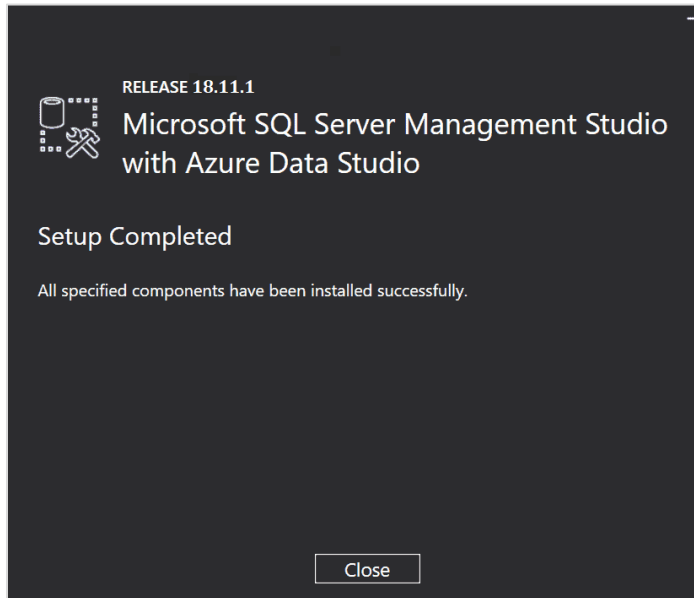 RELEASE 18.11.1
Microsoft SQL Server Management Studio
with Azure Data Studio
Setup Completed
All specified components have been installed successfully.
Close